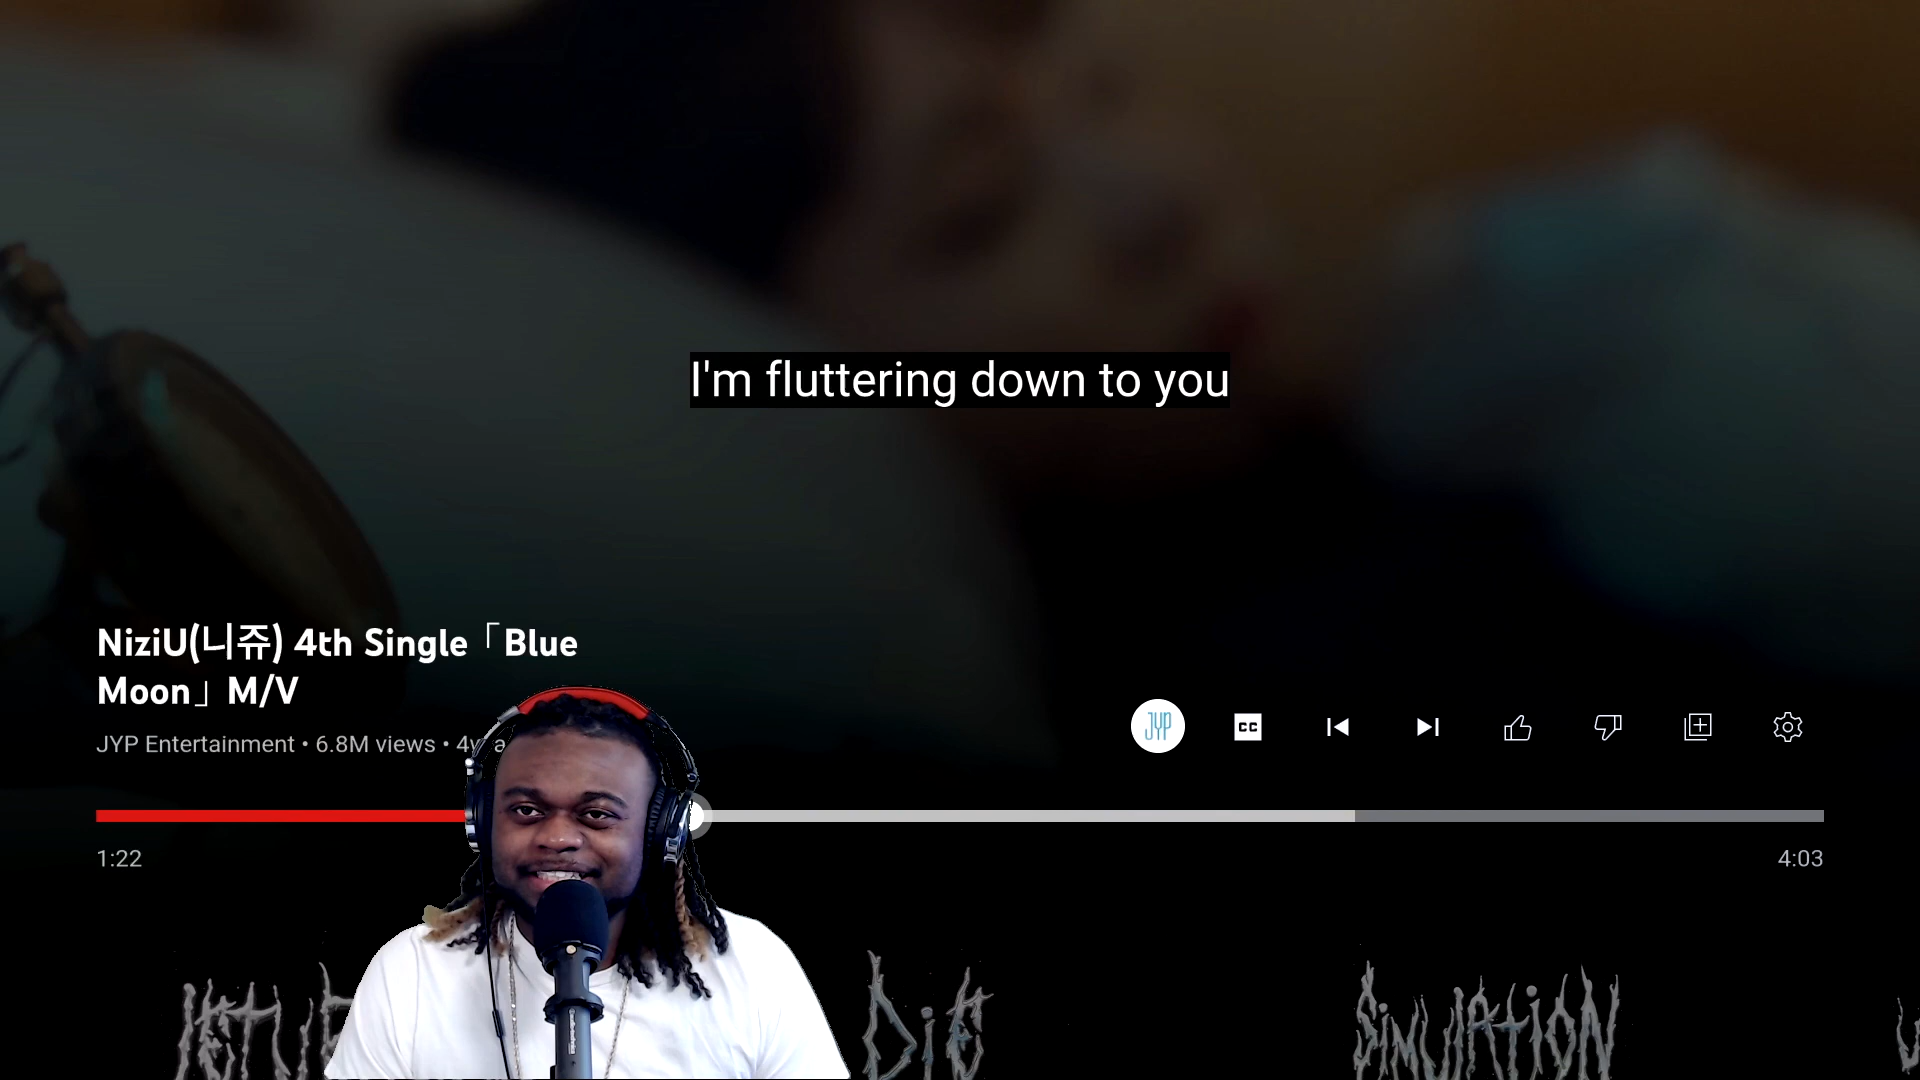 I'm fluttering down to you
NiziU(니쥬) 4th Single「Blue
Moon」M/V
JYP Entertainment • 6.8M views •
JYP
CC
1:22
4:03
DiE
SiMULATiON